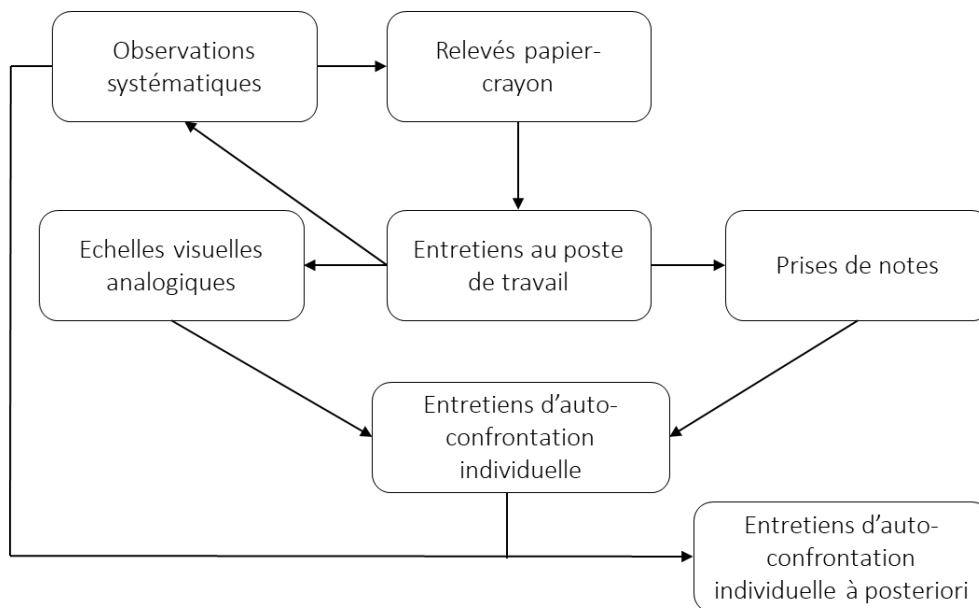 Observations
systématiques
Relevés papier-
crayon
Echelles visuelles
analogiques
Entretiens au poste
de travail
Prises de notes
Entretiens d’auto-
confrontation
individuelle
Entretiens d’auto-
confrontation
individuelle à posteriori